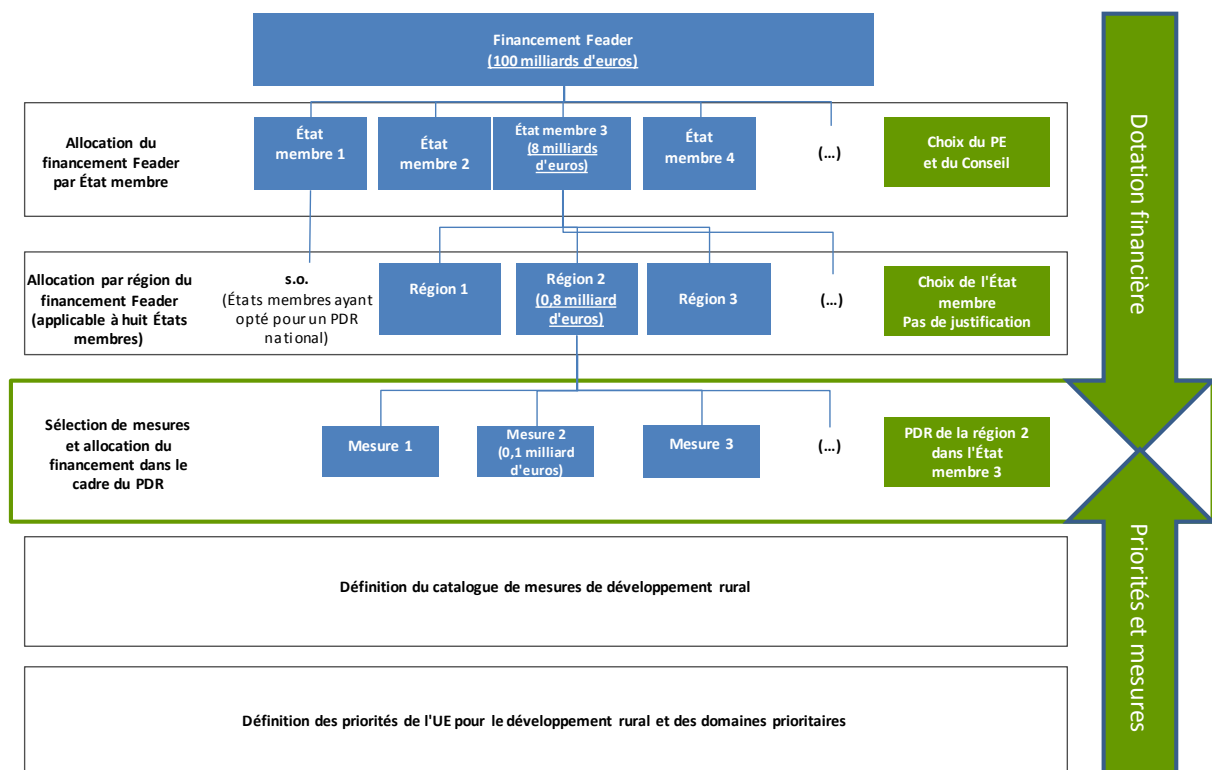 Financement Feader
(100 milliards d'euros)
Allocation du
financement Feader
par État membre
État
membre 1
État
membre 2
État membre 3
(8 milliards
d'euros)
État
membre 4
(...)
Choix du PE
et du Conseil
Allocation par région du
financement Feader
(applicable à huit États
membres)
s.o.
(États membres ayant
opté pour un PDR
national)
Région 1
Région 2
(0,8 milliard
d'euros)
Région 3
(...)
Choix de l'État
membre
Pas de justification
Dotation financière
Sélection de mesures
et allocation du
financement dans le
cadre du PDR
Mesure 1
Mesure 2
(0,1 milliard
d'euros)
Mesure 3
(...)
PDR de la région 2
dans l'État
membre 3
Définition du catalogue de mesures de développement rural
Définition des priorités de l'UE pour le développement rural et des domaines prioritaires
Priorités et mesures